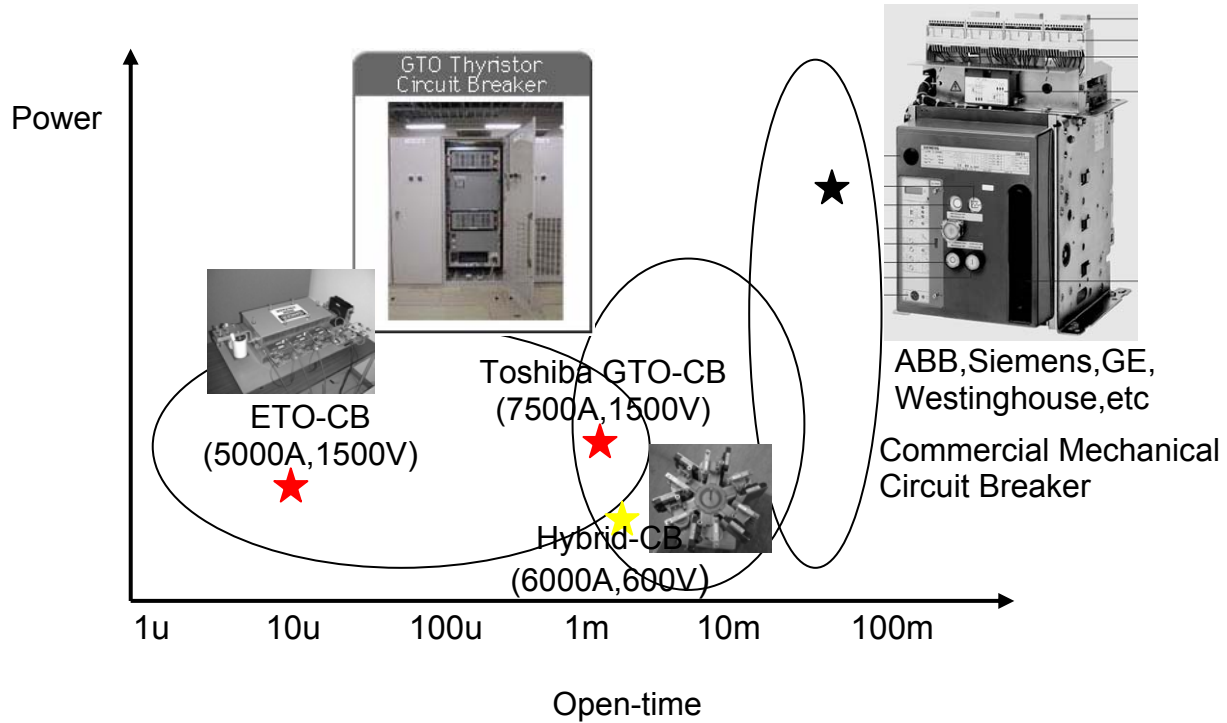 GTO Thyristor
Circuit Breaker
Power
ETO-CB
(5000A,1500V)
Toshiba GTO-CB
(7500A,1500V)
Hybrid-CB
(6000A,600V)
ABB,Siemens,GE,
Westinghouse,etc
Commercial Mechanical
Circuit Breaker
1u 10u 100u 1m 10m 100m
Open-time